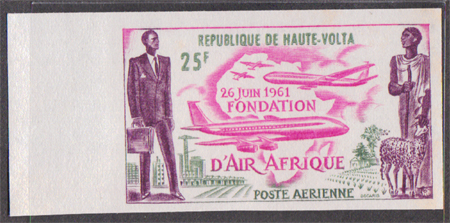 REPUBLIQUE DE HAUTE-VOLTA
25F
26 JUIN 1961
FONDATION
D'AIR AFRIQUE
POSTE AERIENNE